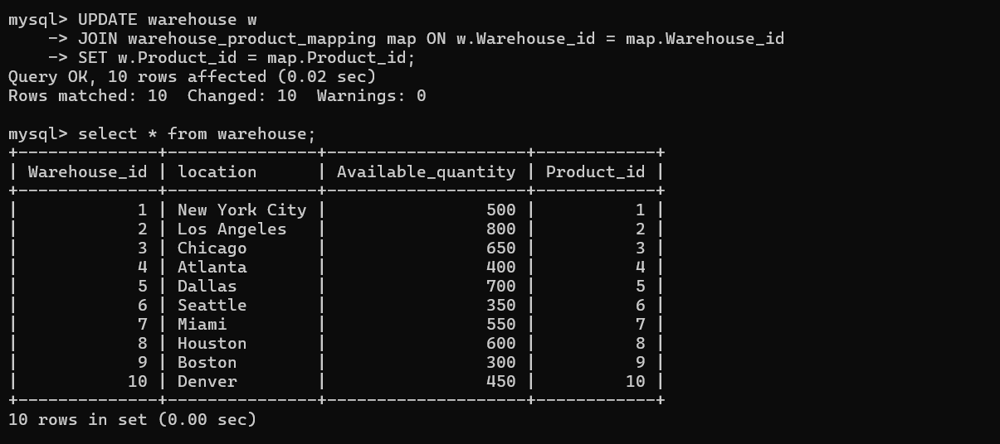 mysql> UPDATE warehouse w
    -> JOIN warehouse_product_mapping map ON w.Warehouse_id = map.Warehouse_id
    -> SET w.Product_id = map.Product_id;
Query OK, 10 rows affected (0.02 sec)
Rows matched: 10  Changed: 10  Warnings: 0

mysql> select * from warehouse;
+--------------+---------------+--------------------+------------+
| Warehouse_id | location      | Available_quantity | Product_id |
+--------------+---------------+--------------------+------------+
|            1 | New York City |                500 |          1 |
|            2 | Los Angeles   |                800 |          2 |
|            3 | Chicago       |                650 |          3 |
|            4 | Atlanta       |                400 |          4 |
|            5 | Dallas        |                700 |          5 |
|            6 | Seattle       |                350 |          6 |
|            7 | Miami         |                550 |          7 |
|            8 | Houston       |                600 |          8 |
|            9 | Boston        |                300 |          9 |
|           10 | Denver        |                450 |         10 |
+--------------+---------------+--------------------+------------+
10 rows in set (0.00 sec)